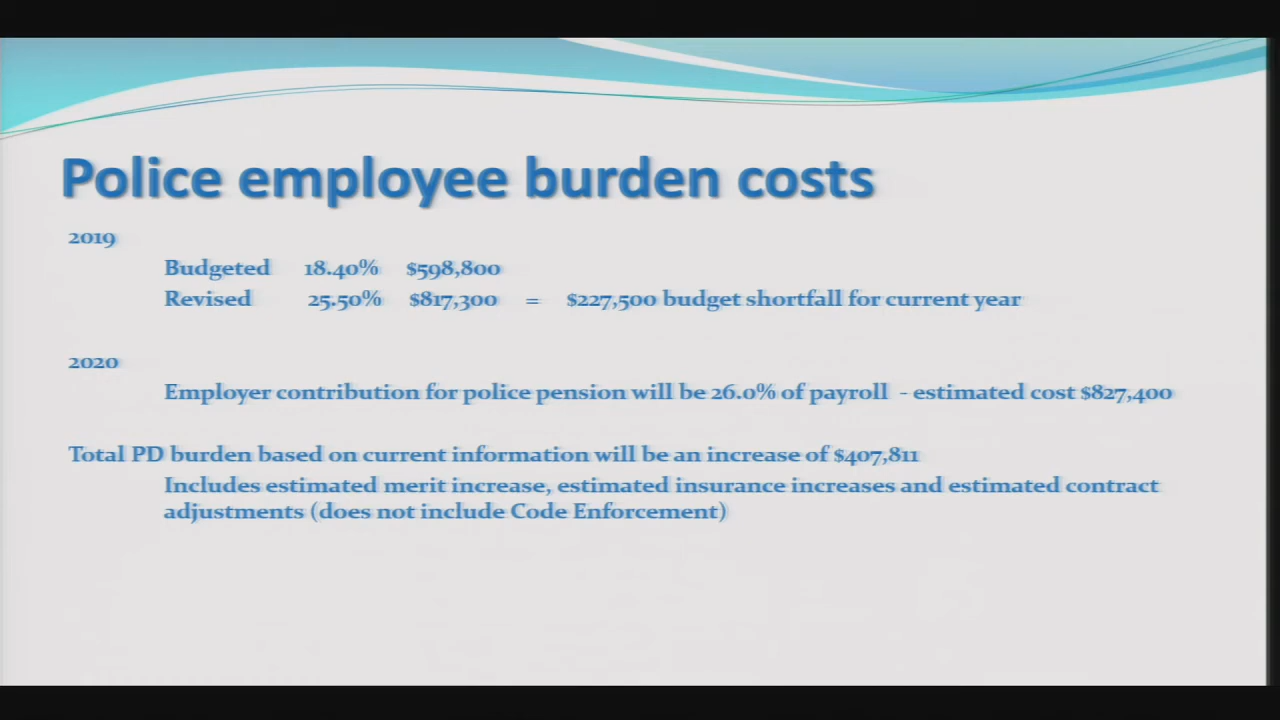 Police employee burden costs
2019
Budgeted 18.40% $598,800
Revised 25.50% $817,300 = $227,500 budget shortfall for current year
2020
Employer contribution for police pension will be 26.0% of payroll - estimated cost $827,400
Total PD burden based on current information will be an increase of $407,811
Includes estimated merit increase, estimated insurance increases and estimated contract
adjustments (does not include Code Enforcement)